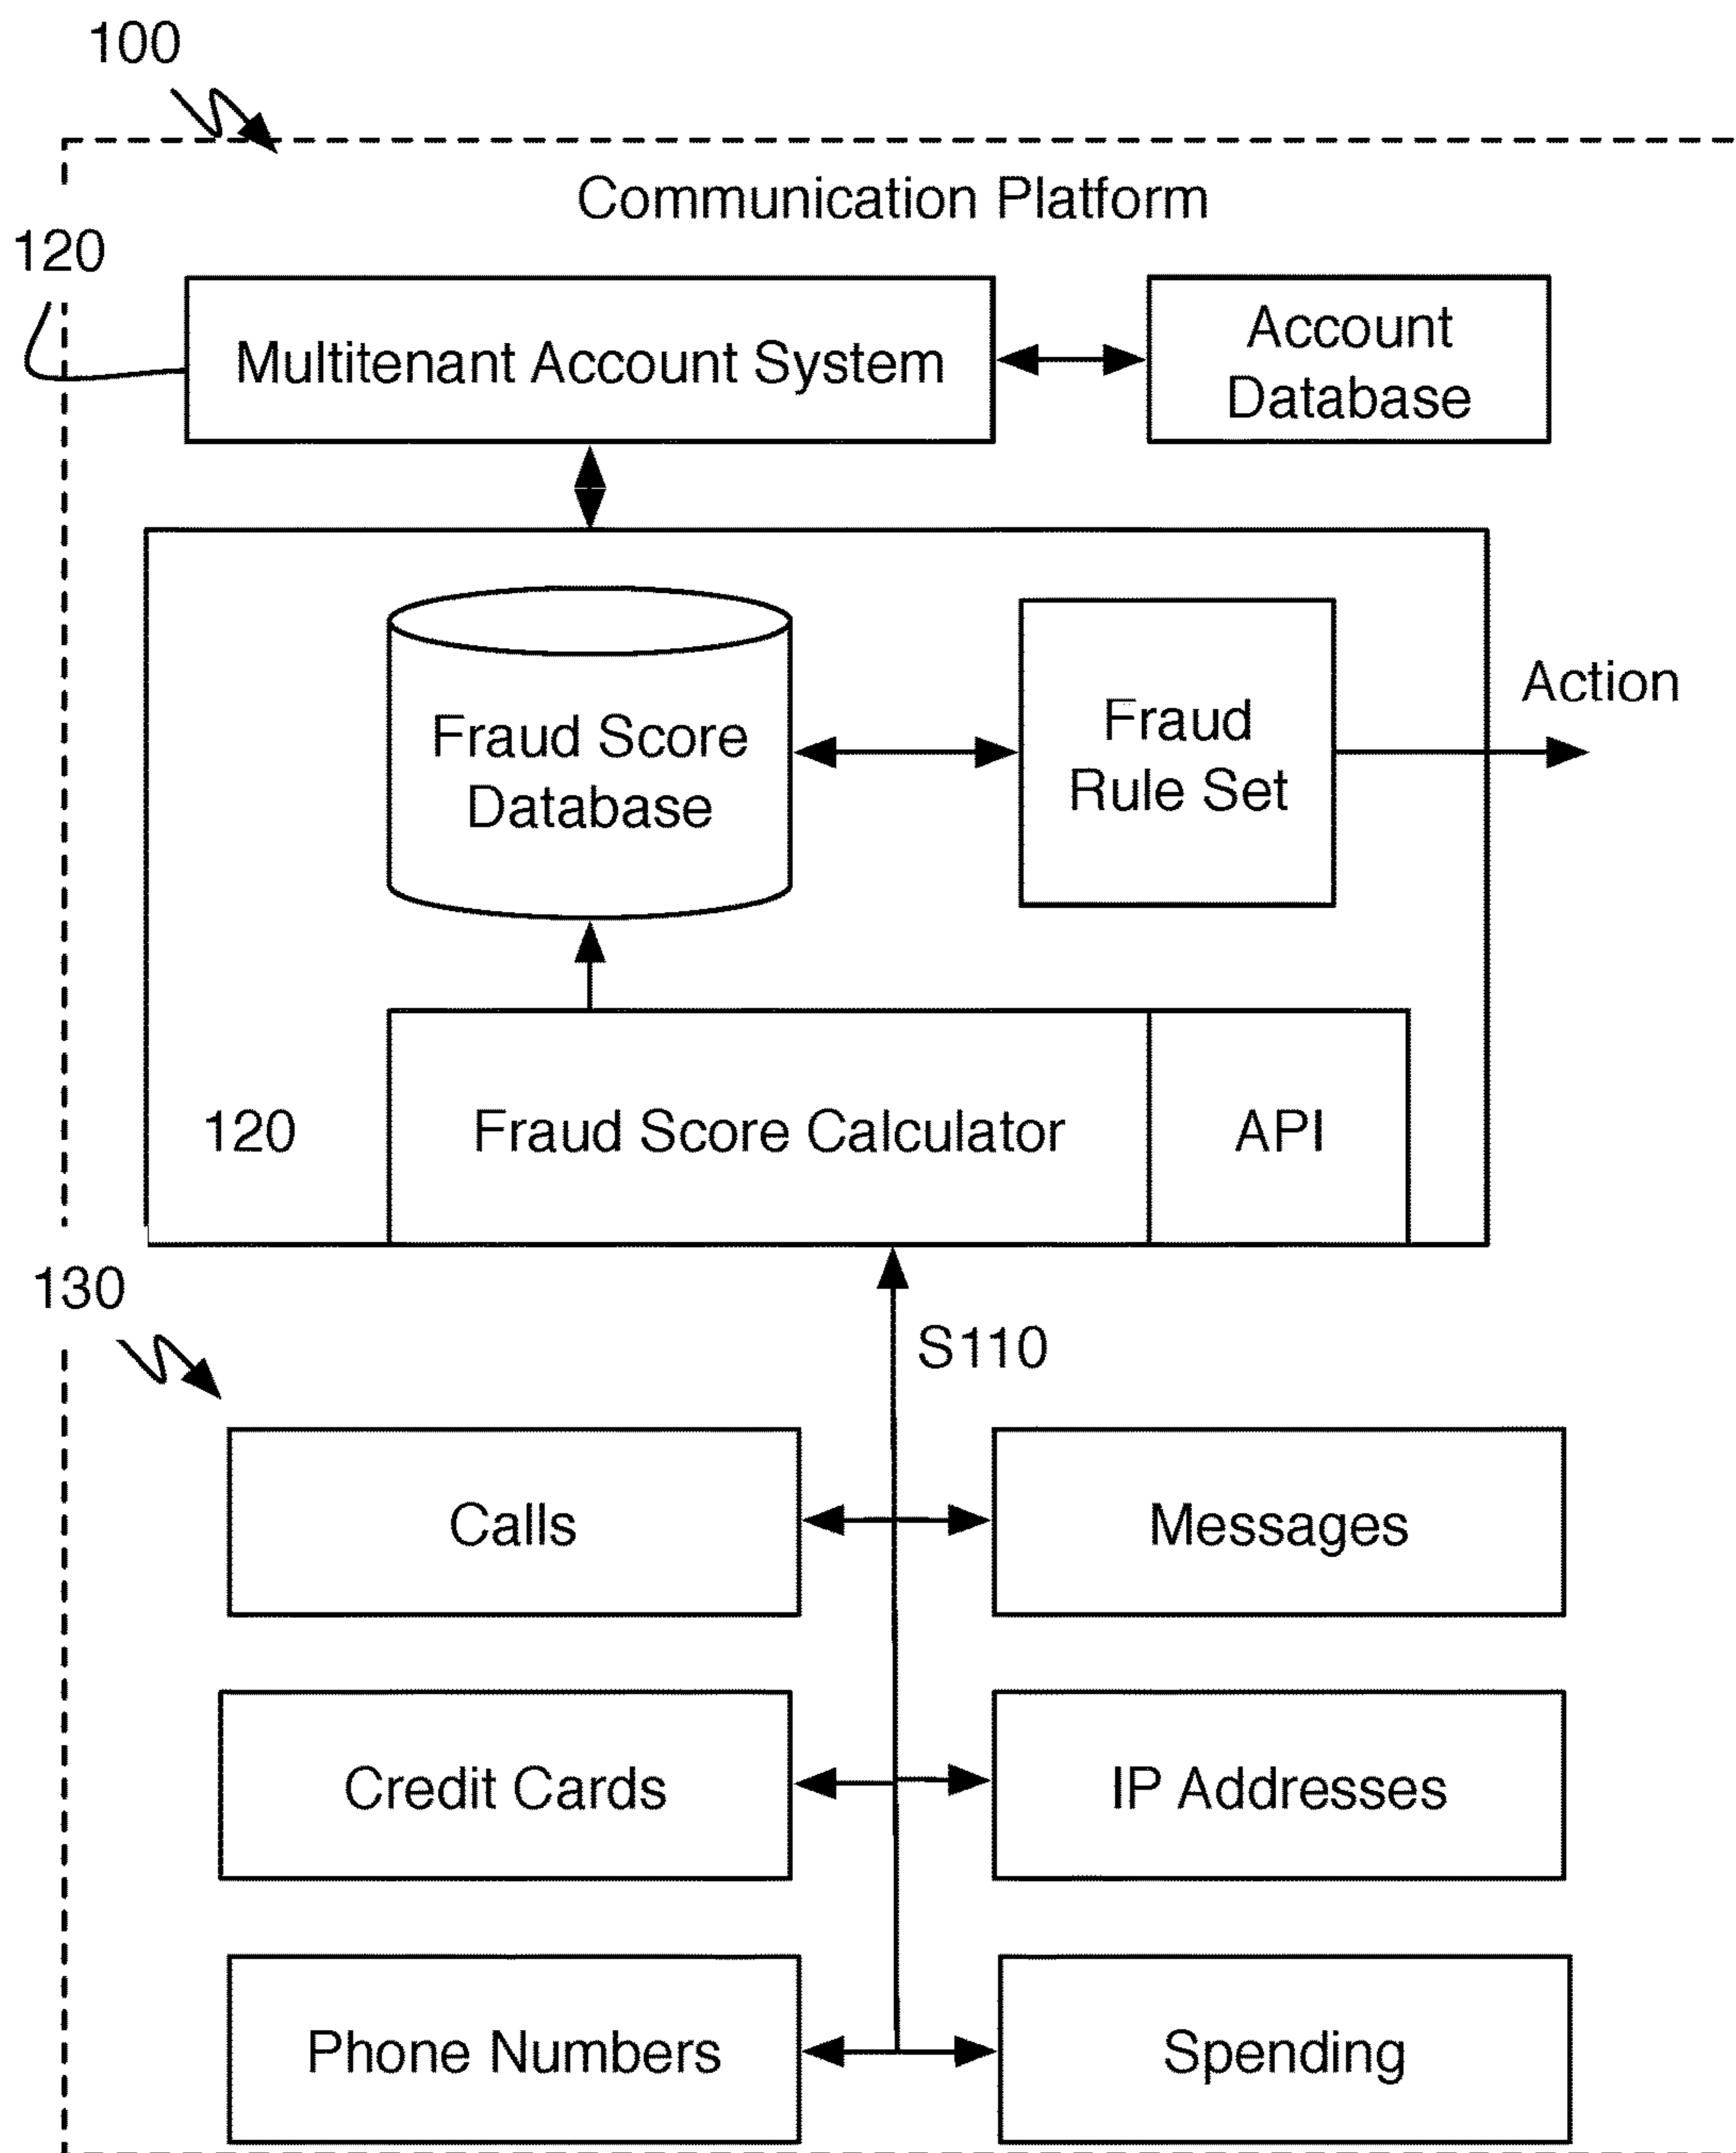 100
Communication Platform
120
Multitenant Account System
Account
Database
Fraud Score
Database
Fraud
Rule Set
Action
120
Fraud Score Calculator
API
130
S110
Calls
Messages
Credit Cards
IP Addresses
Phone Numbers
Spending